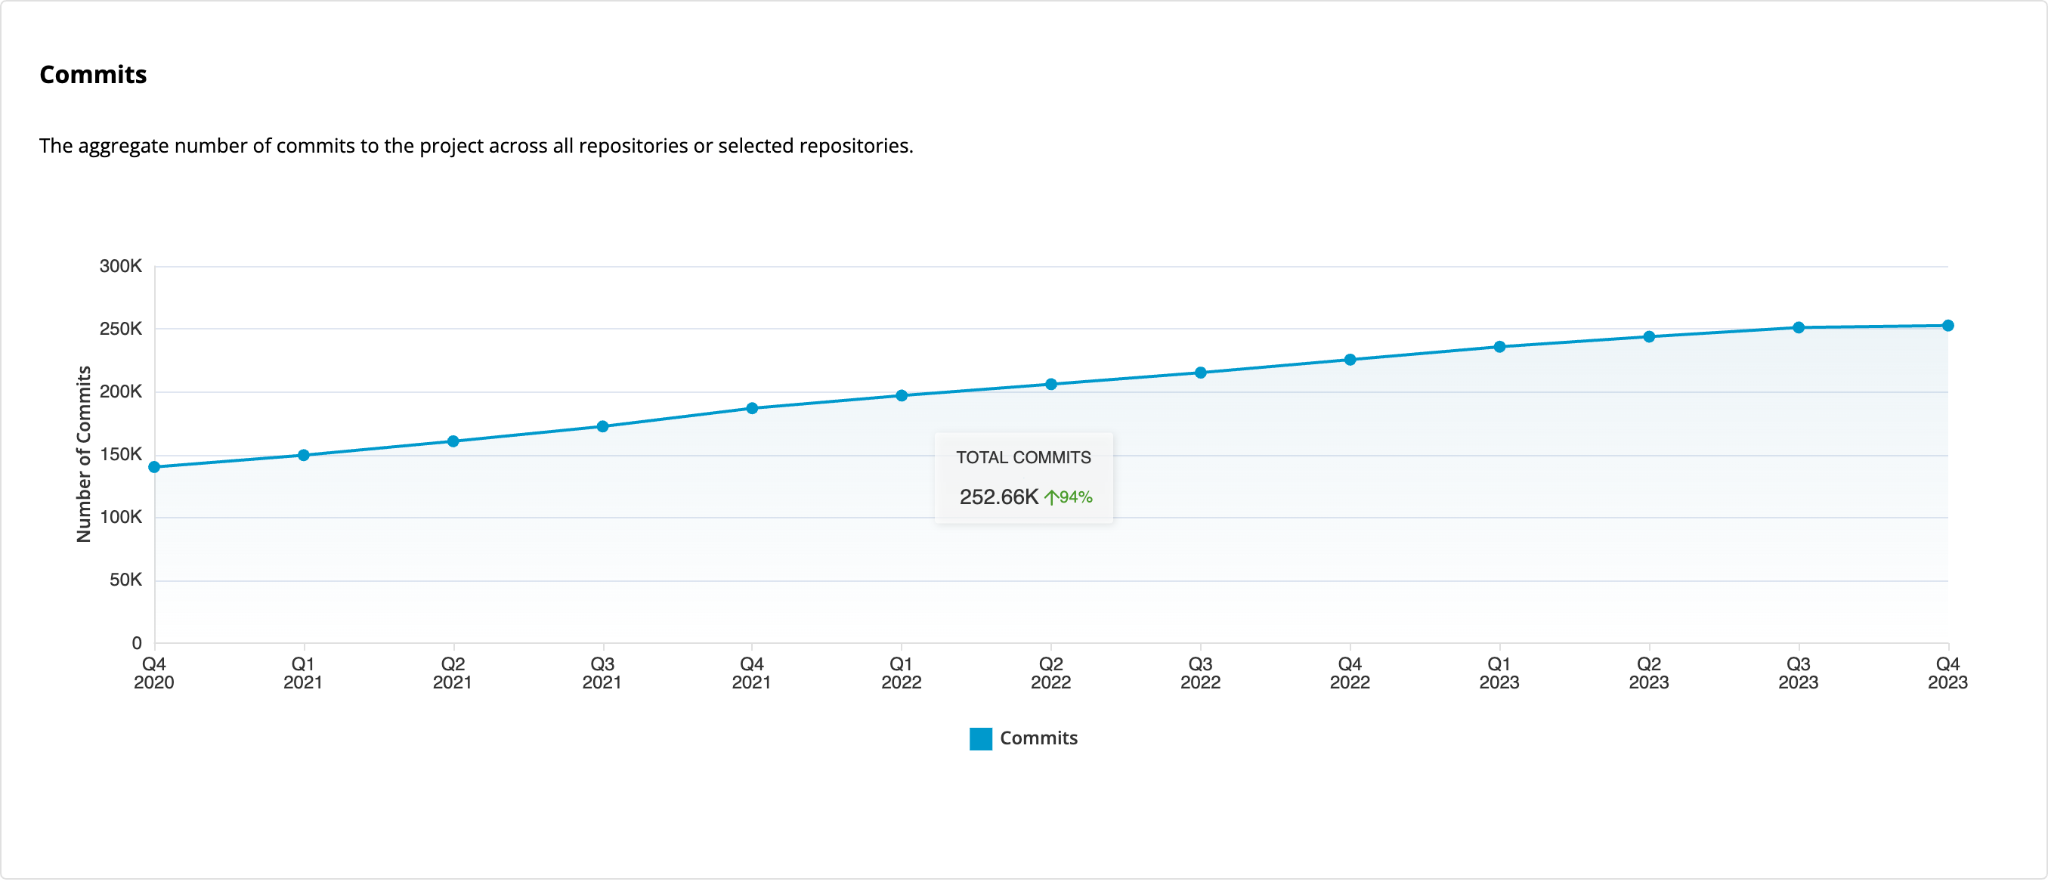 Commits
The aggregate number of commits to the project across all repositories or selected repositories.
Number of Commits
300K
250K
200K
150K
100K
50K
0
TOTAL COMMITS
252.66K ↑94%
Q4 2020
Q1 2021
Q2 2021
Q3 2021
Q4 2021
Q1 2022
Q2 2022
Q3 2022
Q4 2022
Q1 2023
Q2 2023
Q3 2023
Q4 2023
Commits